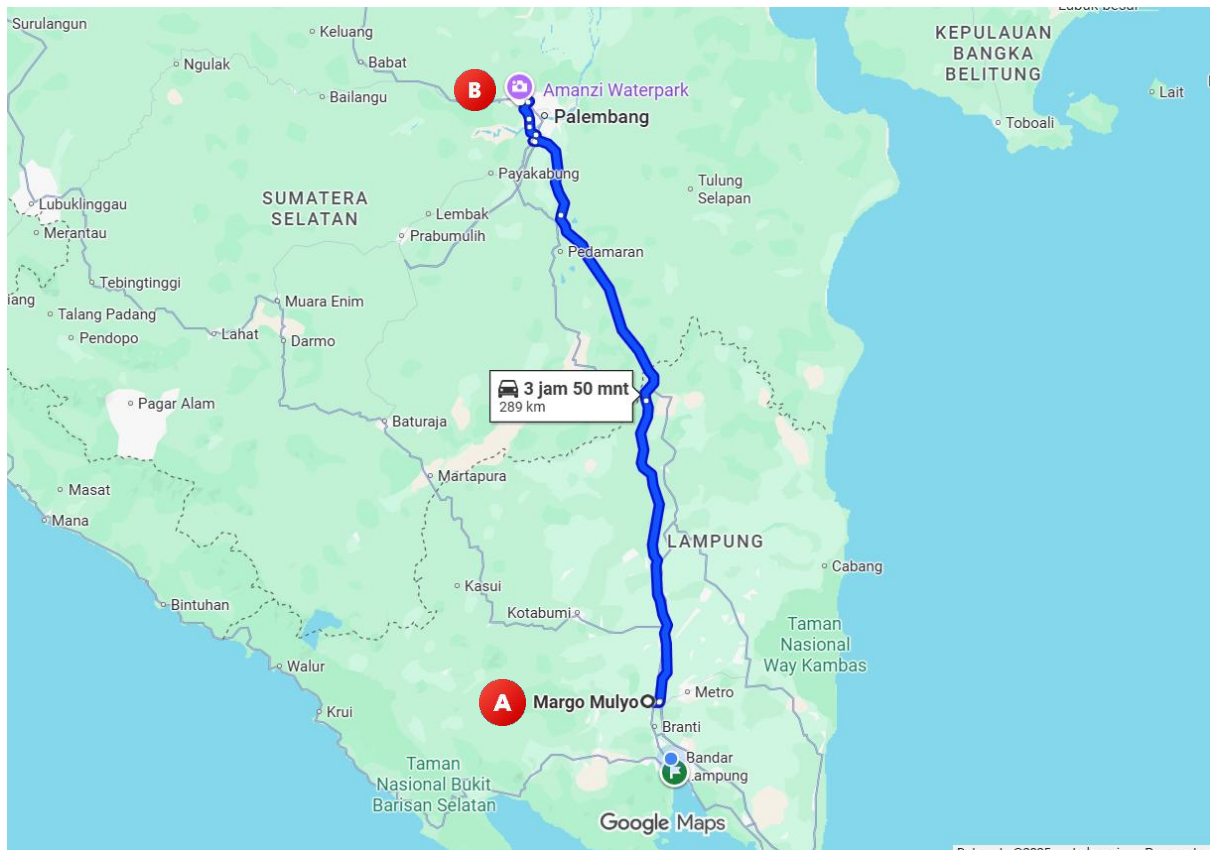 Surulangun
Keluang
KEPULAUAN
BANGKA
BELITUNG
Ngulak
Babat
Bailangu
B
Amanzi Waterpark
Lait
Palembang
Toboali
Payakabung
Tulung
Selapan
SUMATERA
SELATAN
Lubuklinggau
Lembak
Merantau
Prabumulih
Pedamaran
Tebingtinggi
Muara Enim
Talang Padang
Lahat
Darmo
Pendopo
3 jam 50 mnt
289 km
Pagar Alam
Baturaja
Martapura
Masat
Mana
LAMPUNG
Cabang
Kasui
Bintuhan
Kotabumi
Taman
Nasional
Way Kambas
Walur
A
Margo Mulyo
Metro
Krui
Branti
Bandar
Lampung
Taman
Nasional Bukit
Barisan Selatan
Google Maps